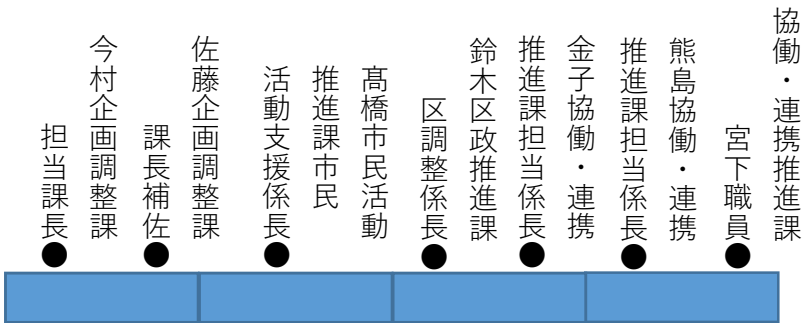 協働・連携推進課
宮下職員
熊島協働・連携
推進課担当係長
金子協働・連携
推進課担当係長
鈴木区政推進課
区調整係長
髙橋市民活動
推進課市民
活動支援係長
佐藤企画調整課
課長補佐
今村企画調整課
担当課長